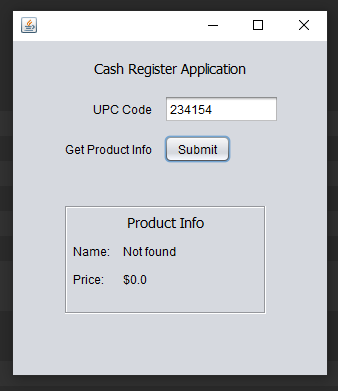 Cash Register Application
UPC Code 234154
Get Product Info Submit
Product Info
Name: Not found
Price: $0.0